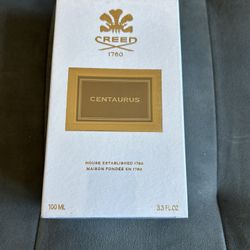 CREED
1760
CENTAURUS
HOUSE ESTABLISHED 1760
MAISON FONDÉE EN 1760
100 ML 3.3 FL.OZ